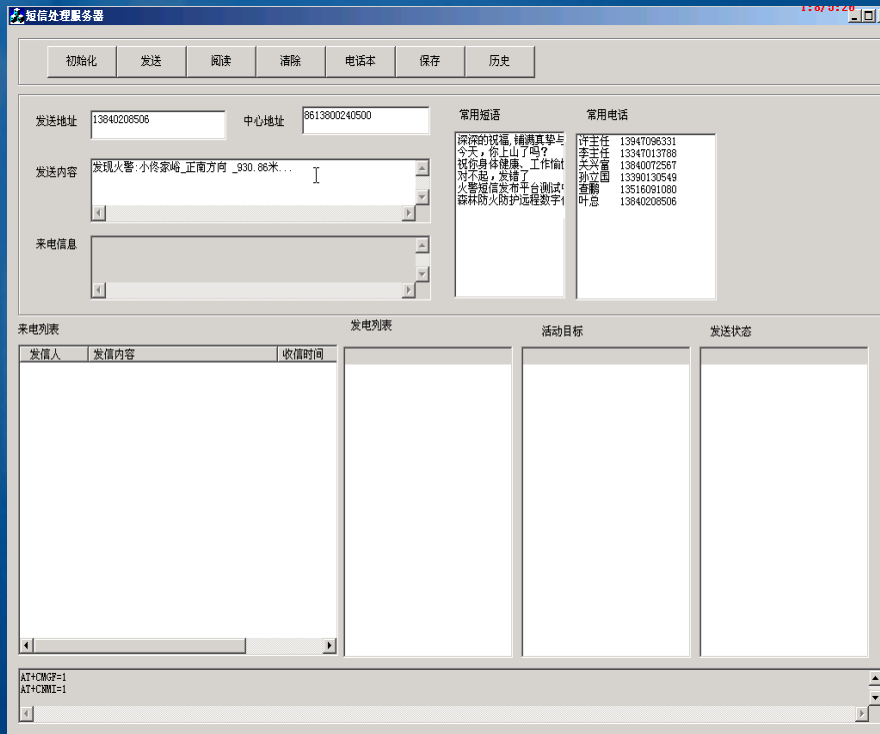 短信处理服务器
初始化 发送 阅读 清除 电话本 保存 历史
发送地址 13840208506 中心地址 8613800240500
发送内容 发现火警:小佟家峪_正南方向 _930.86米...
来电信息
常用短语
深深的祝福,铺满真挚与
今天,你上山了吗?
祝你身体健康、工作愉
对不起,发错了
火警短信发布平台测试
森林防火防护远程数字
常用电话
许主任 13947096331
李主任 13347013788
关兴富 13840072567
孙立国 13390130549
查鹏 13516091080
叶总 13840208506
来电列表
发信人 发信内容 收信时间
发电列表
活动目标
发送状态
AT+CMGF=1
AT+CNMI=1